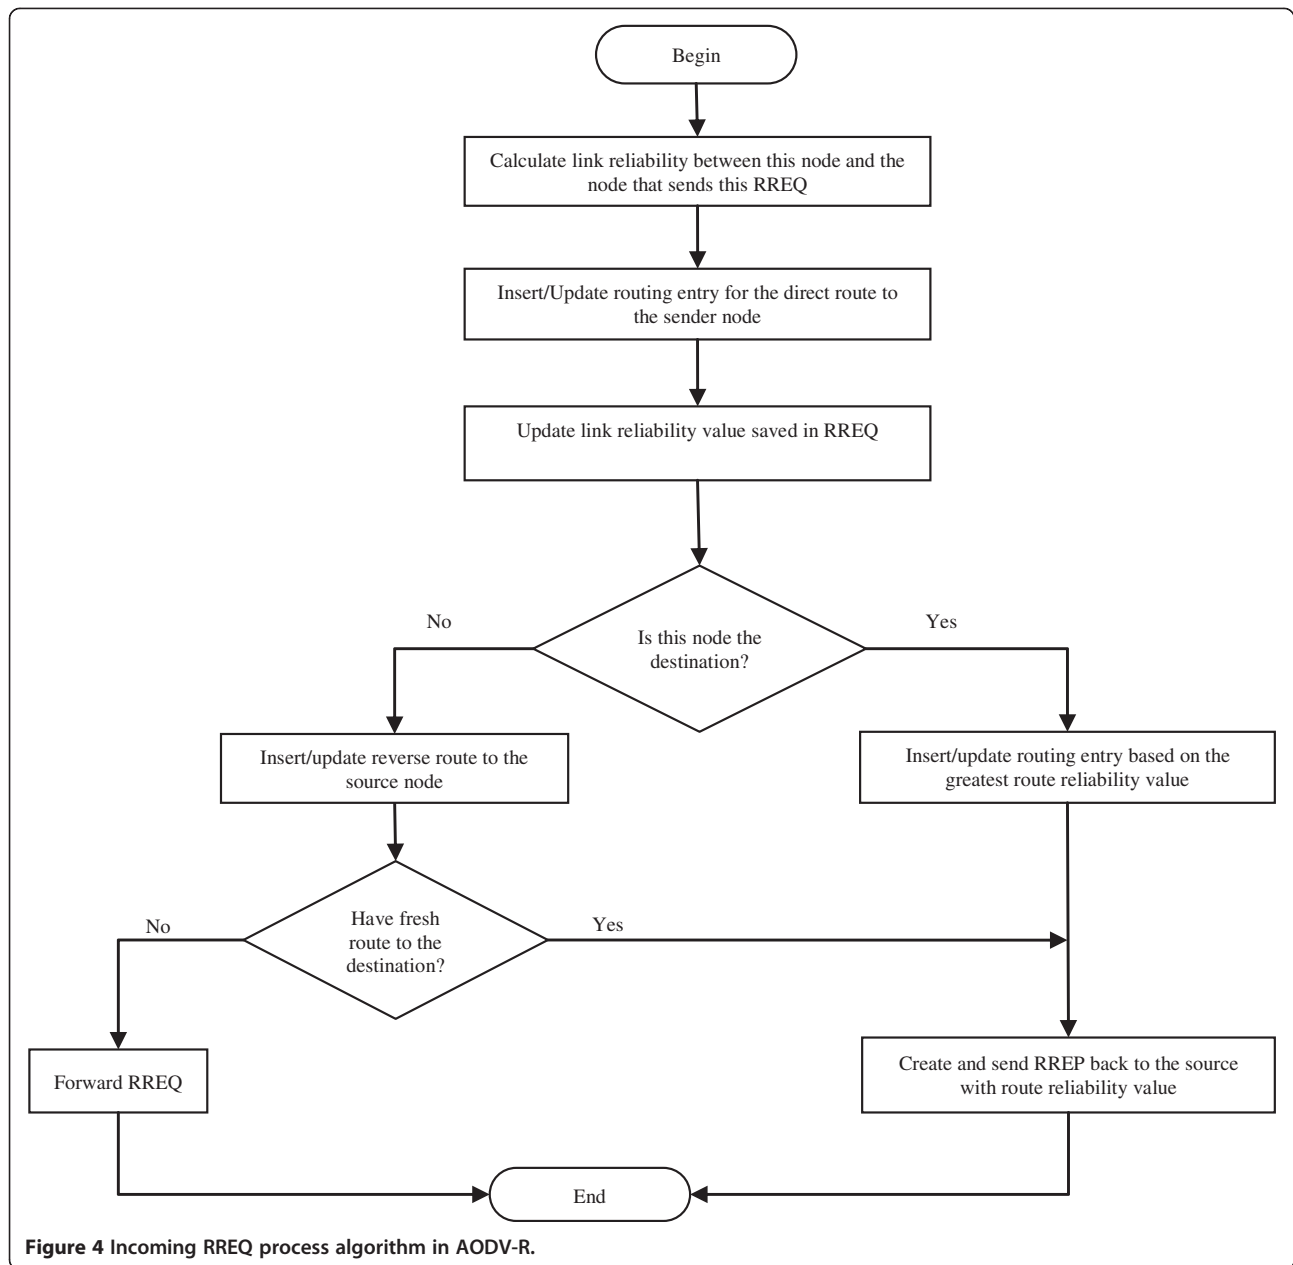 Begin
Calculate link reliability between this node and the
node that sends this RREQ
Insert/Update routing entry for the direct route to
the sender node
Update link reliability value saved in RREQ
No
Is this node the
destination?
Yes
Insert/update reverse route to the
source node
Insert/update routing entry based on the
greatest route reliability value
No
Have fresh
route to the
destination?
Yes
Forward RREQ
Create and send RREP back to the source
with route reliability value
End
Figure 4 Incoming RREQ process algorithm in AODV-R.